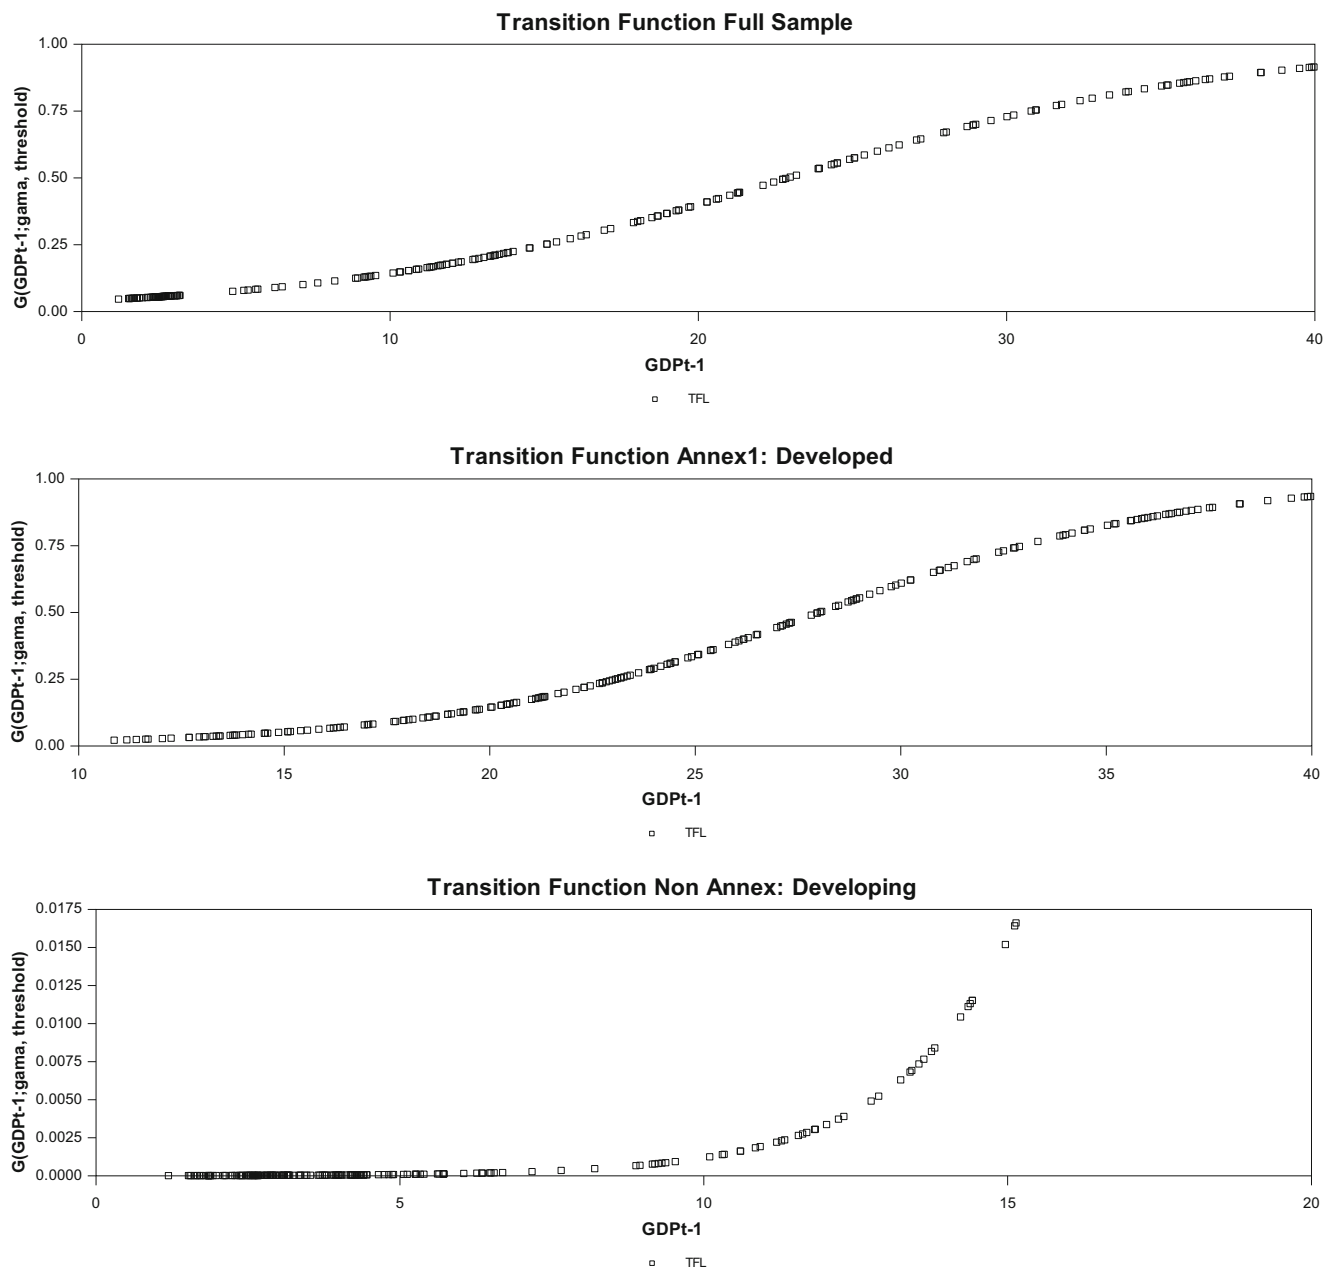 Transition Function Full Sample
G(GDPt-1;gama, threshold)
1.00
0.75
0.50
0.25
0.00
0 10 20 30 40
GDPt-1
TFL
Transition Function Annex1: Developed
G(GDPt-1;gama, threshold)
1.00
0.75
0.50
0.25
0.00
10 15 20 25 30 35 40
GDPt-1
TFL
Transition Function Non Annex: Developing
G(GDPt-1;gama, threshold)
0.0175
0.0150
0.0125
0.0100
0.0075
0.0050
0.0025
0.0000
0 5 10 15 20
GDPt-1
TFL